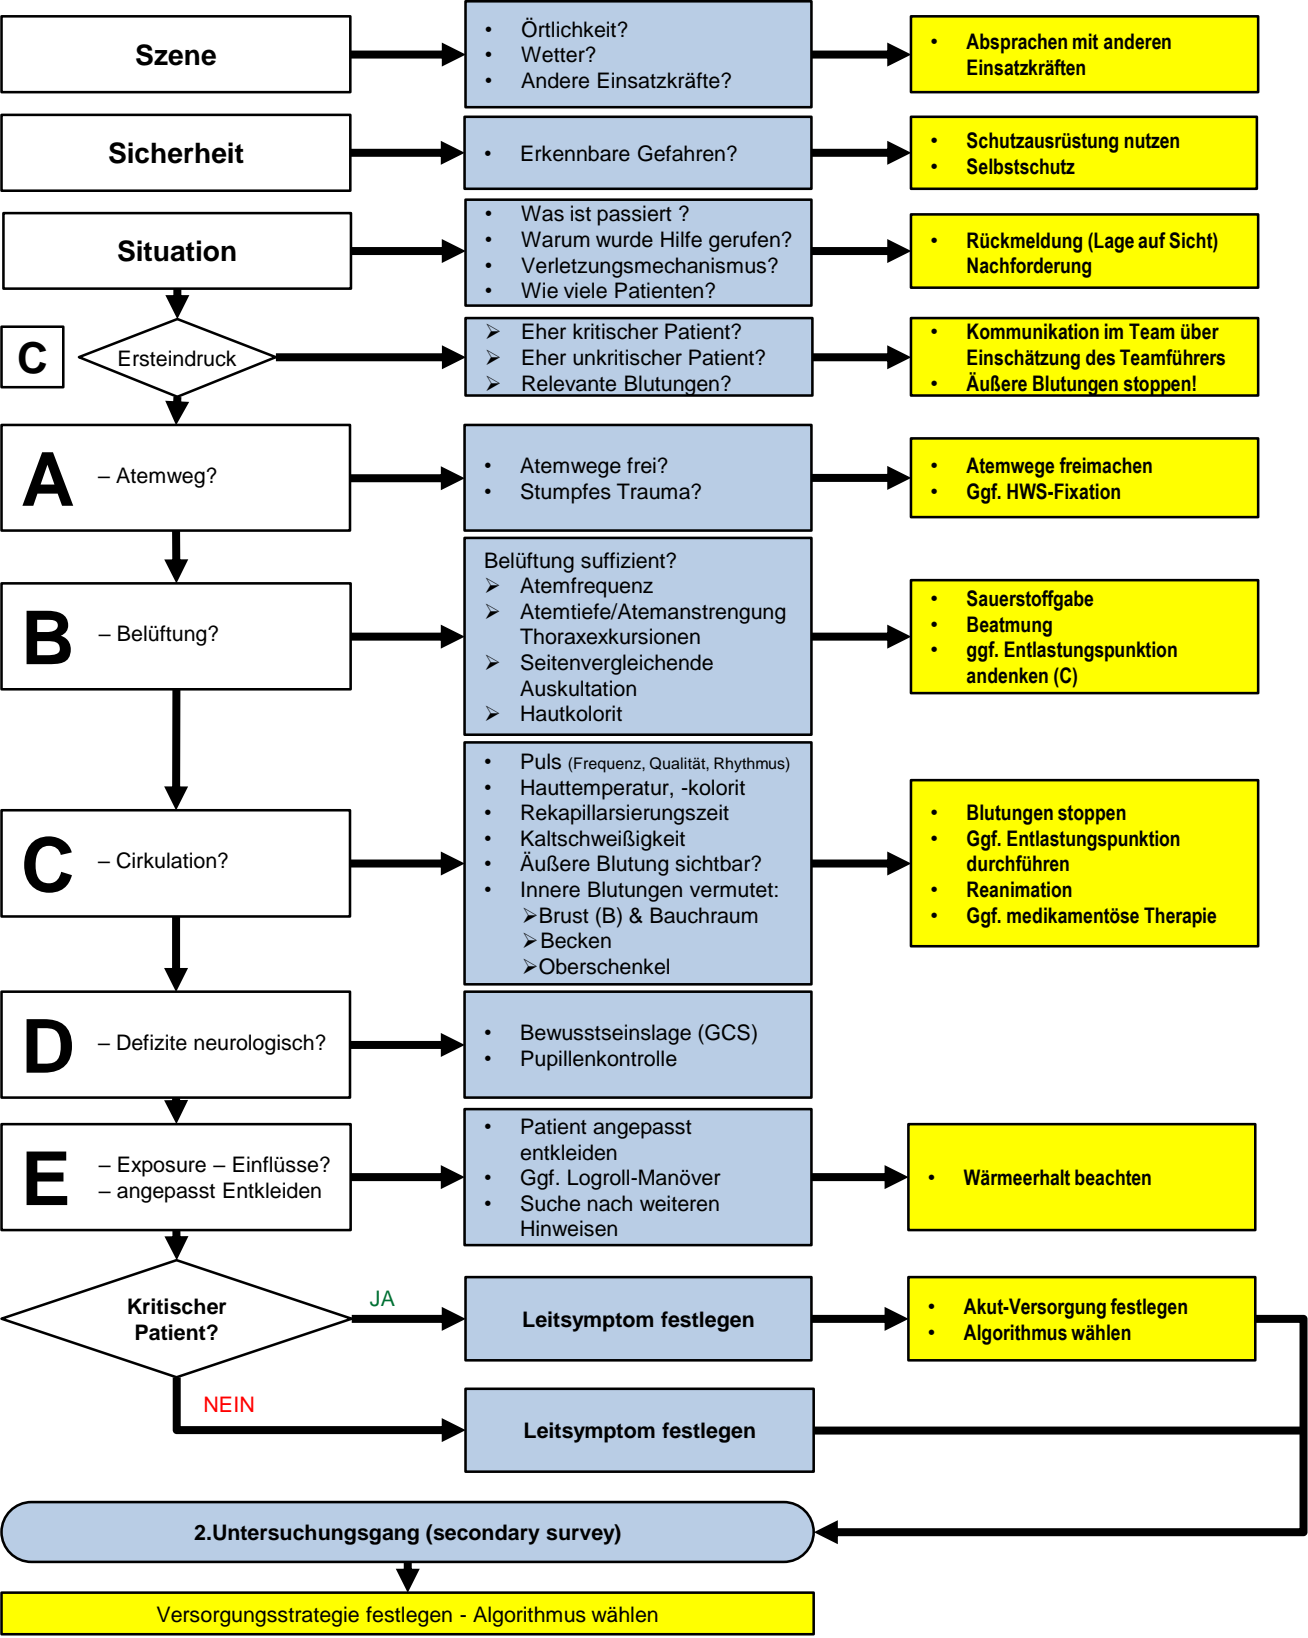 Szene
• Örtlichkeit?
• Wetter?
• Andere Einsatzkräfte?
• Absprachen mit anderen
Einsatzkräften
Sicherheit
• Erkennbare Gefahren?
• Schutzausrüstung nutzen
• Selbstschutz
Situation
• Was ist passiert ?
• Warum wurde Hilfe gerufen?
• Verletzungsmechanismus?
• Wie viele Patienten?
• Rückmeldung (Lage auf Sicht)
Nachforderung
C
Ersteindruck
➢ Eher kritischer Patient?
➢ Eher unkritischer Patient?
➢ Relevante Blutungen?
• Kommunikation im Team über
Einschätzung des Teamführers
• Äußere Blutungen stoppen!
A – Atemweg?
• Atemwege frei?
• Stumpfes Trauma?
• Atemwege freimachen
• Ggf. HWS-Fixation
B – Belüftung?
Belüftung suffizient?
➢ Atemfrequenz
➢ Atemtiefe/Atemanstrengung
Thoraxexkursionen
➢ Seitenvergleichende
Auskultation
➢ Hautkolorit
• Sauerstoffgabe
• Beatmung
• ggf. Entlastungspunktion
andenken (C)
C – Cirkulation?
• Puls (Frequenz, Qualität, Rhythmus)
• Hauttemperatur, -kolorit
• Rekapillarsierungszeit
• Kaltschweißigkeit
• Äußere Blutung sichtbar?
• Innere Blutungen vermutet:
➢Brust (B) & Bauchraum
➢Becken
➢Oberschenkel
• Blutungen stoppen
• Ggf. Entlastungspunktion
durchführen
• Reanimation
• Ggf. medikamentöse Therapie
D – Defizite neurologisch?
• Bewusstseinslage (GCS)
• Pupillenkontrolle
E – Exposure – Einflüsse?
– angepasst Entkleiden
• Patient angepasst
entkleiden
• Ggf. Logroll-Manöver
• Suche nach weiteren
Hinweisen
• Wärmeerhalt beachten
Kritischer
Patient?
JA
Leitsymptom festlegen
• Akut-Versorgung festlegen
• Algorithmus wählen
NEIN
Leitsymptom festlegen
2.Untersuchungsgang (secondary survey)
Versorgungsstrategie festlegen - Algorithmus wählen